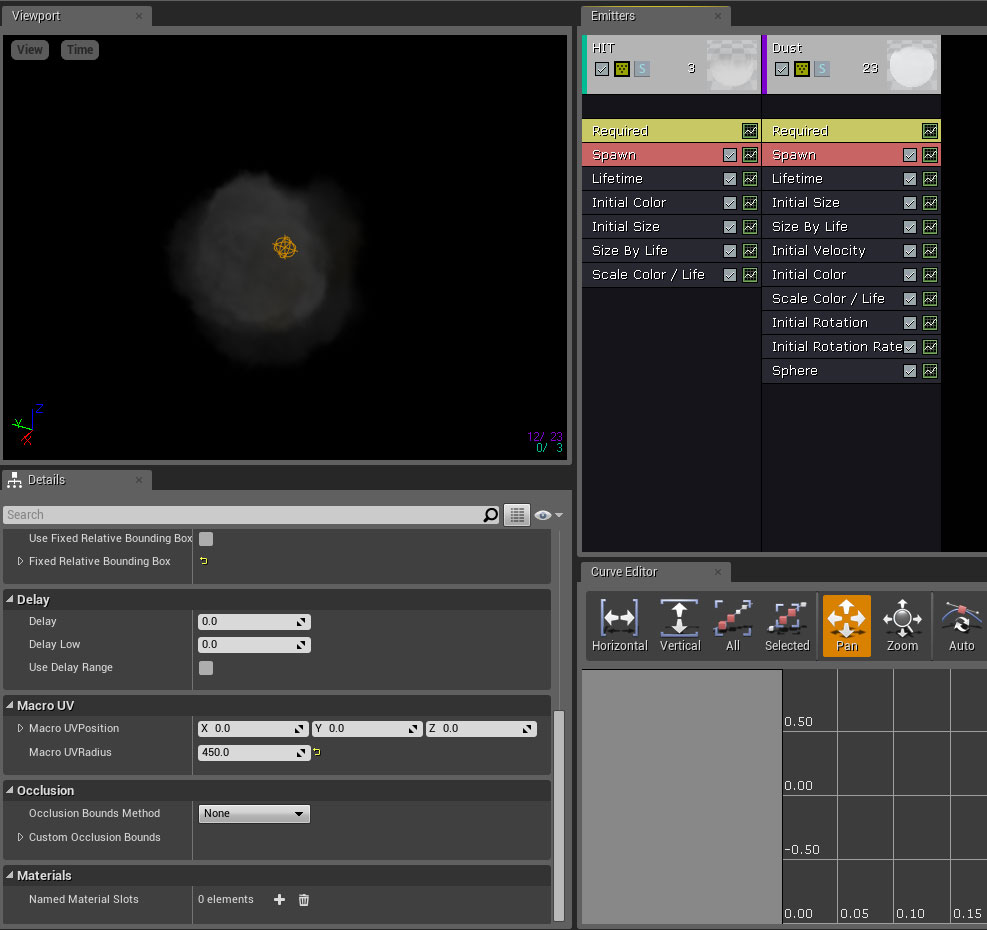 Viewport
View
Time
Z
Y
X
12/ 23
0/ 3
Emitters
HIT
S
3
Dust
S
23
Required
Spawn
Lifetime
Initial Color
Initial Size
Size By Life
Scale Color / Life
Required
Spawn
Lifetime
Initial Size
Size By Life
Initial Velocity
Initial Color
Scale Color / Life
Initial Rotation
Initial Rotation Rate
Sphere
Details
Search
Use Fixed Relative Bounding Box
Fixed Relative Bounding Box
Delay
Delay 0.0
Delay Low 0.0
Use Delay Range
Macro UV
Macro UVPosition X 0.0 Y 0.0 Z 0.0
Macro UVRadius 450.0
Occlusion
Occlusion Bounds Method None
Custom Occlusion Bounds
Materials
Named Material Slots 0 elements
Curve Editor
Horizontal Vertical All Selected Pan Zoom Auto
0.50
0.00
-0.50
0.00 0.05 0.10 0.15